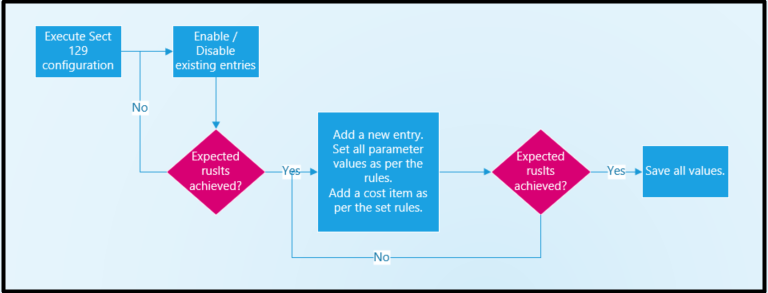 Execute Sect
129
configuration
Enable /
Disable
existing entries
No
Expected
ruslts
achieved?
Yes
Add a new entry.
Set all parameter
values as per the
rules.
Add a cost item as
per the set rules.
Expected
ruslts
achieved?
Yes
Save all values.
No